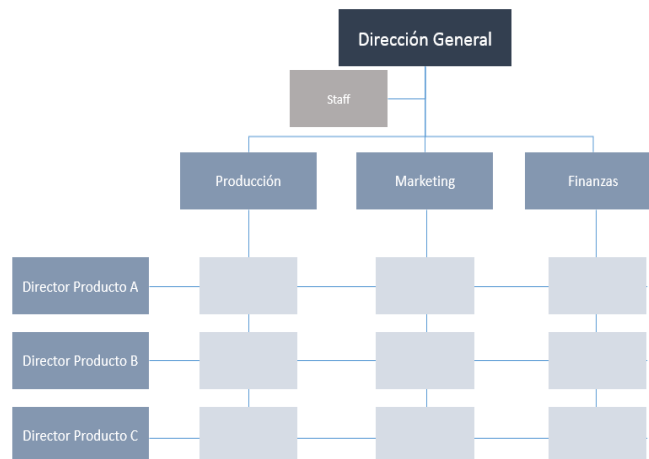 Dirección General
Staff
Producción
Marketing
Finanzas
Director Producto A
Director Producto B
Director Producto C